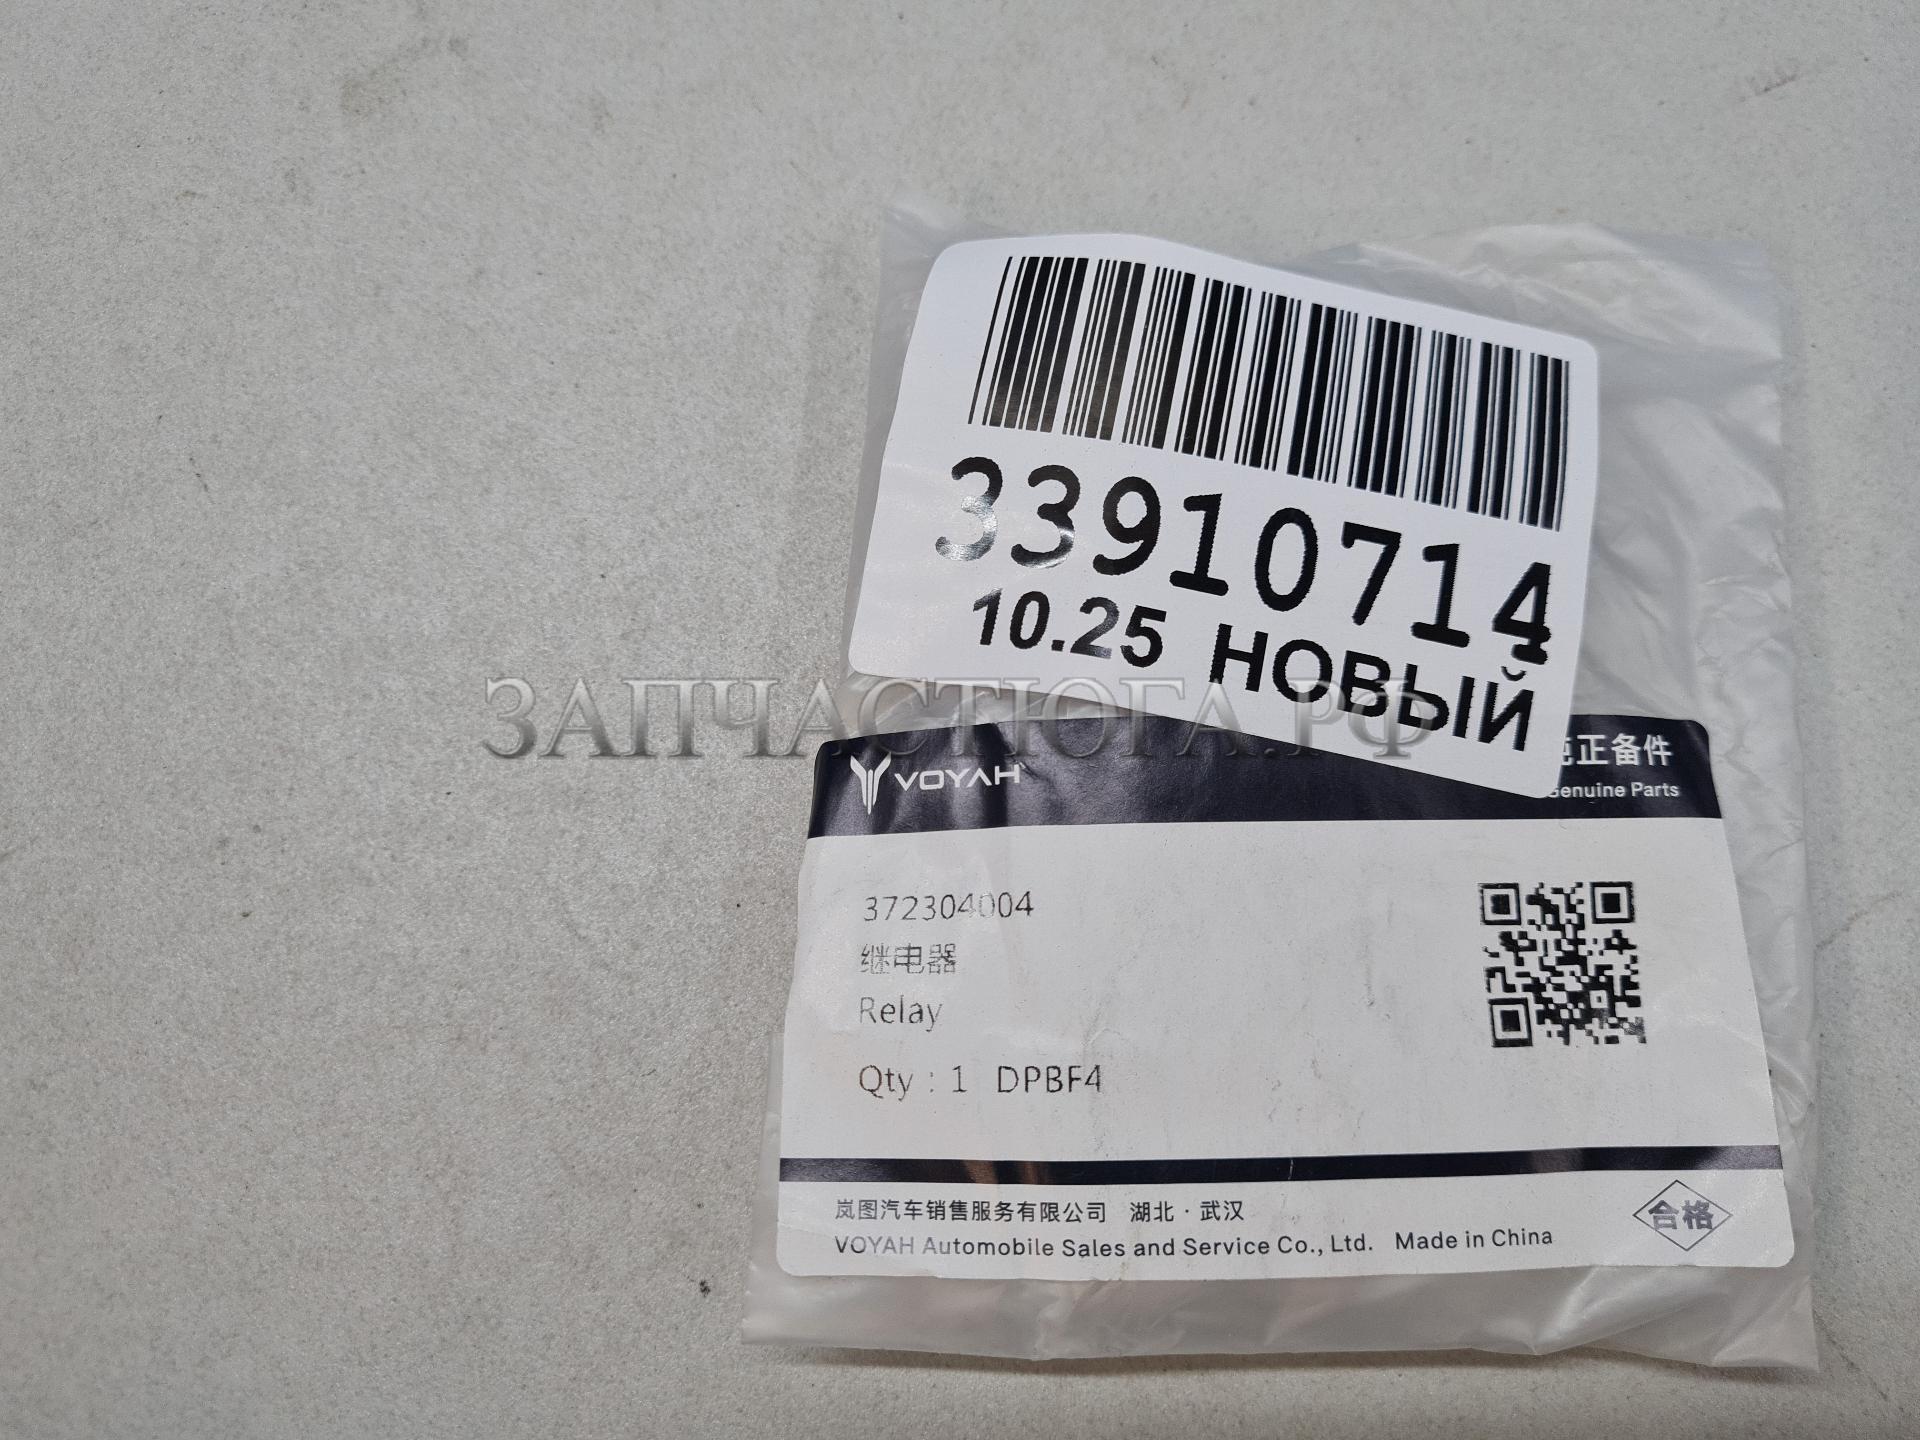 33910714
10.25 НОВЫЙ
ЗАПЧАСТЮГА.РФ
VOYAH
正备件
Genuine Parts
372304004
继电器
Relay
Qty : 1 DPBF4
岚图汽车销售服务有限公司 湖北 · 武汉
VOYAH Automobile Sales and Service Co., Ltd. Made in China
合格